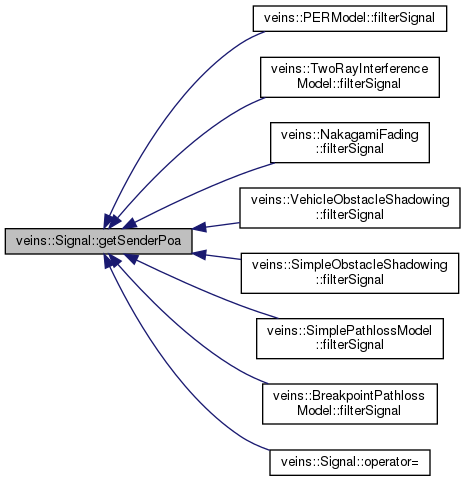 veins::PERModel::filterSignal
veins::TwoRayInterference
Model::filterSignal
veins::NakagamiFading
::filterSignal
veins::VehicleObstacleShadowing
::filterSignal
veins::Signal::getSenderPoa
veins::SimpleObstacleShadowing
::filterSignal
veins::SimplePathlossModel
::filterSignal
veins::BreakpointPathloss
Model::filterSignal
veins::Signal::operator=